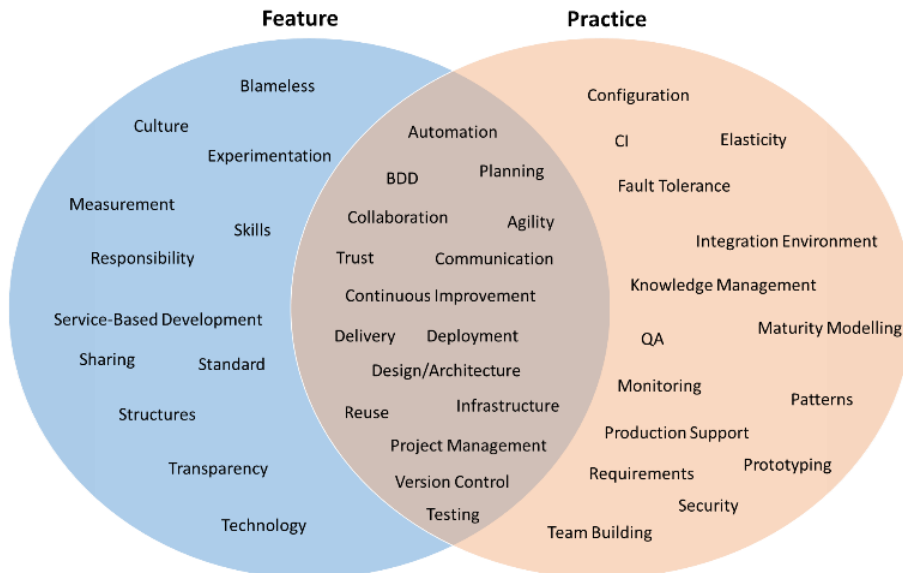 Feature
Practice
Blameless
Culture
Experimentation
Measurement
Skills
Responsibility
Service-Based Development
Sharing
Standard
Structures
Transparency
Technology
Automation
Planning
BDD
Collaboration
Agility
Trust
Communication
Continuous Improvement
Delivery
Deployment
Design/Architecture
Reuse
Infrastructure
Project Management
Version Control
Testing
Configuration
CI
Elasticity
Fault Tolerance
Integration Environment
Knowledge Management
Maturity Modelling
QA
Monitoring
Patterns
Production Support
Prototyping
Requirements
Security
Team Building